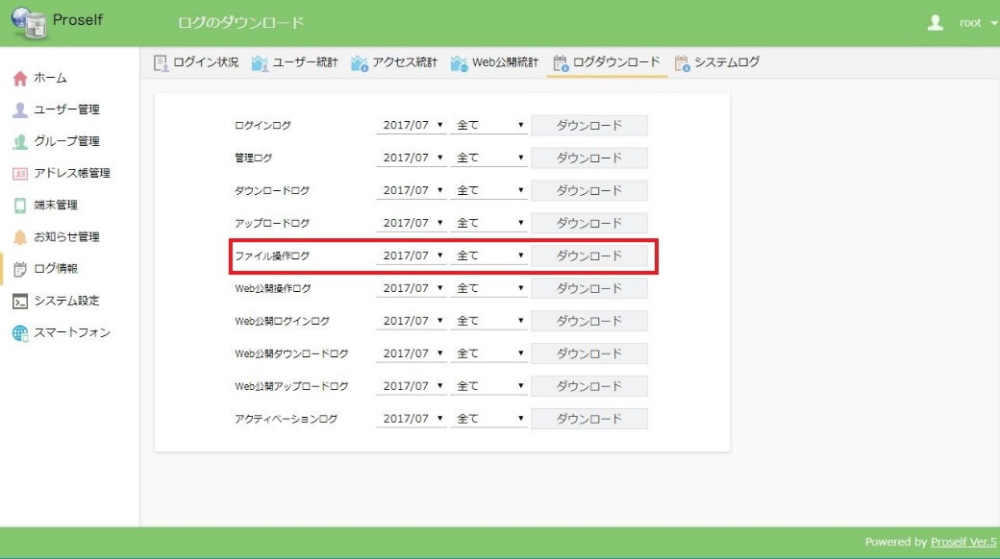 Proself
ログのダウンロード
root
ホーム
ユーザー管理
グループ管理
アドレス帳管理
端末管理
お知らせ管理
ログ情報
システム設定
スマートフォン
ログイン状況 ユーザー統計 アクセス統計 Web公開統計 ログダウンロード システムログ
ログインログ 2017/07 全て ダウンロード
管理ログ 2017/07 全て ダウンロード
ダウンロードログ 2017/07 全て ダウンロード
アップロードログ 2017/07 全て ダウンロード
ファイル操作ログ 2017/07 全て ダウンロード
Web公開操作ログ 2017/07 全て ダウンロード
Web公開ログインログ 2017/07 全て ダウンロード
Web公開ダウンロードログ 2017/07 全て ダウンロード
Web公開アップロードログ 2017/07 全て ダウンロード
アクティベーションログ 2017/07 全て ダウンロード
Powered by Proself Ver.5